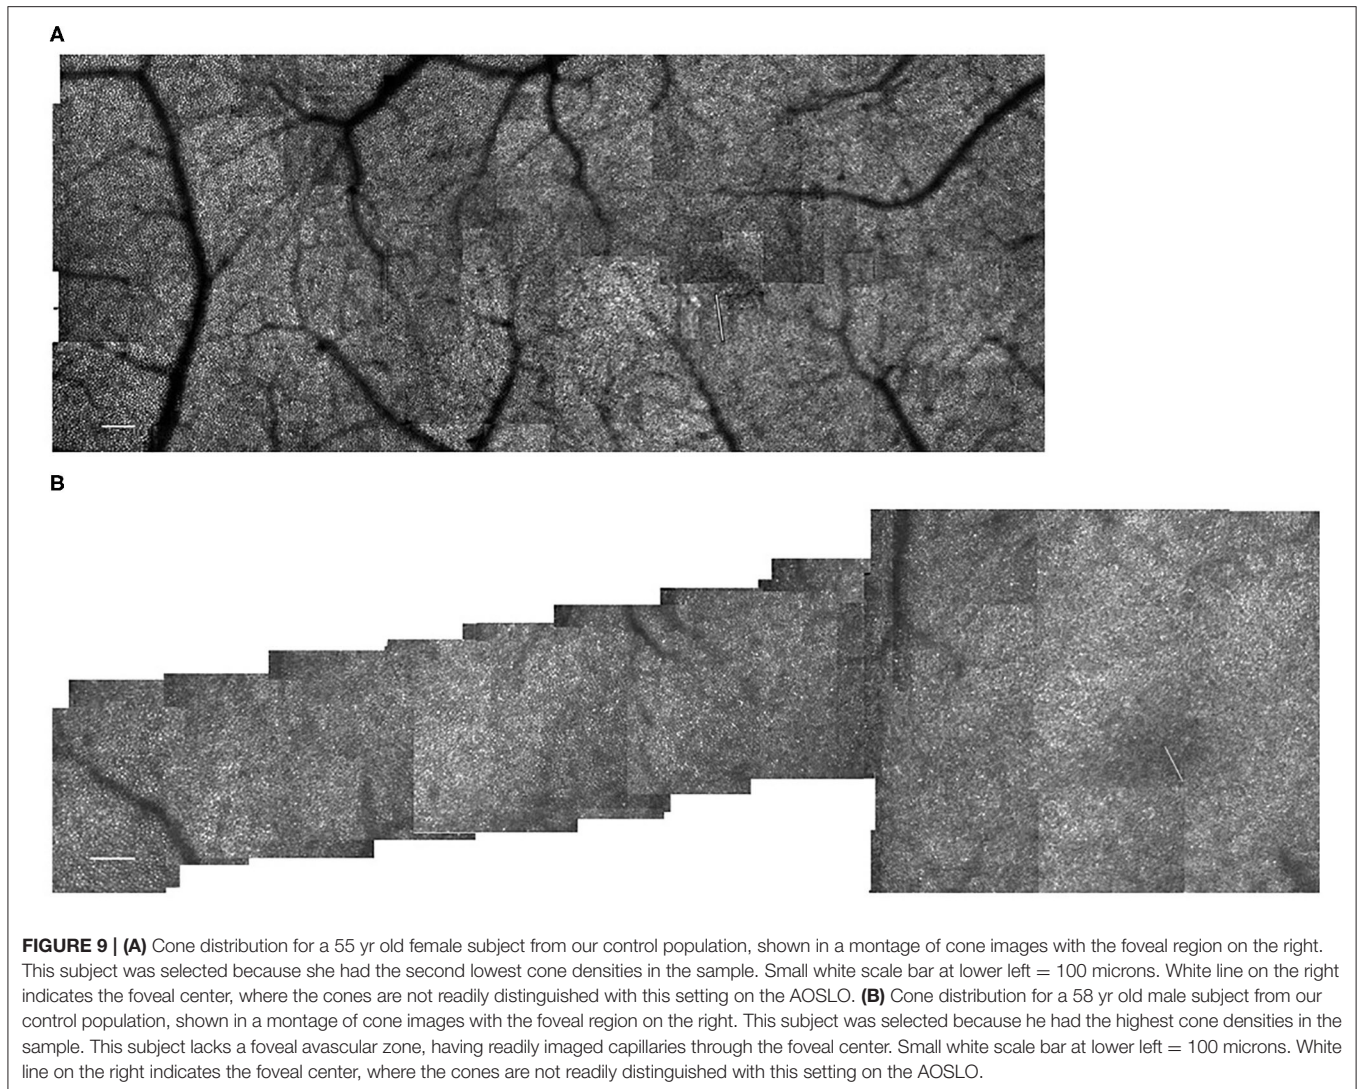 A
B
FIGURE 9 | (A) Cone distribution for a 55 yr old female subject from our control population, shown in a montage of cone images with the foveal region on the right.
This subject was selected because she had the second lowest cone densities in the sample. Small white scale bar at lower left = 100 microns. White line on the right
indicates the foveal center, where the cones are not readily distinguished with this setting on the AOSLO. (B) Cone distribution for a 58 yr old male subject from our
control population, shown in a montage of cone images with the foveal region on the right. This subject was selected because he had the highest cone densities in the
sample. This subject lacks a foveal avascular zone, having readily imaged capillaries through the foveal center. Small white scale bar at lower left = 100 microns. White
line on the right indicates the foveal center, where the cones are not readily distinguished with this setting on the AOSLO.